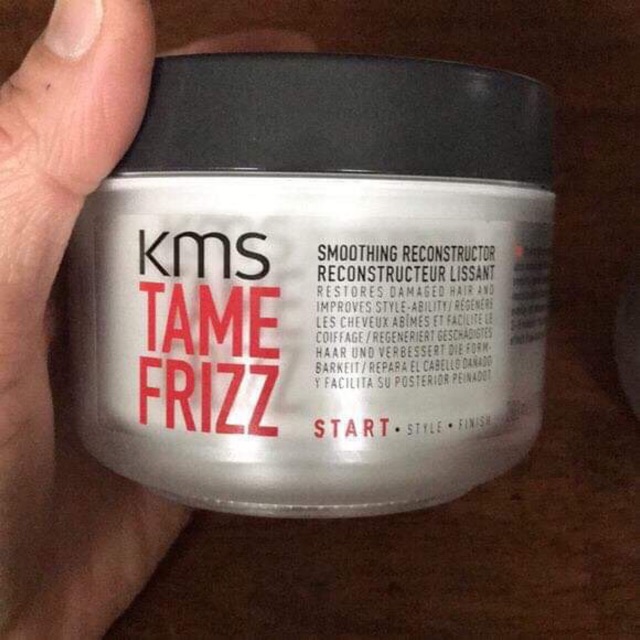 kms
TAME
FRIZZ
SMOOTHING RECONSTRUCTOR
RECONSTRUCTEUR LISSANT
RESTORES DAMAGED HAIR AND
IMPROVES STYLE-ABILITY/RÉGÉNÈRE
LES CHEVEUX ABÎMÉS ET FACILITE LE
COIFFAGE/REGENERIERT GESCHÄDIGTES
HAAR UND VERBESSERT DIE FORM-
BARKEIT/REPARA EL CABELLO DAÑADO
Y FACILITA SU POSTERIOR PEINADO
START • STYLE • FINISH